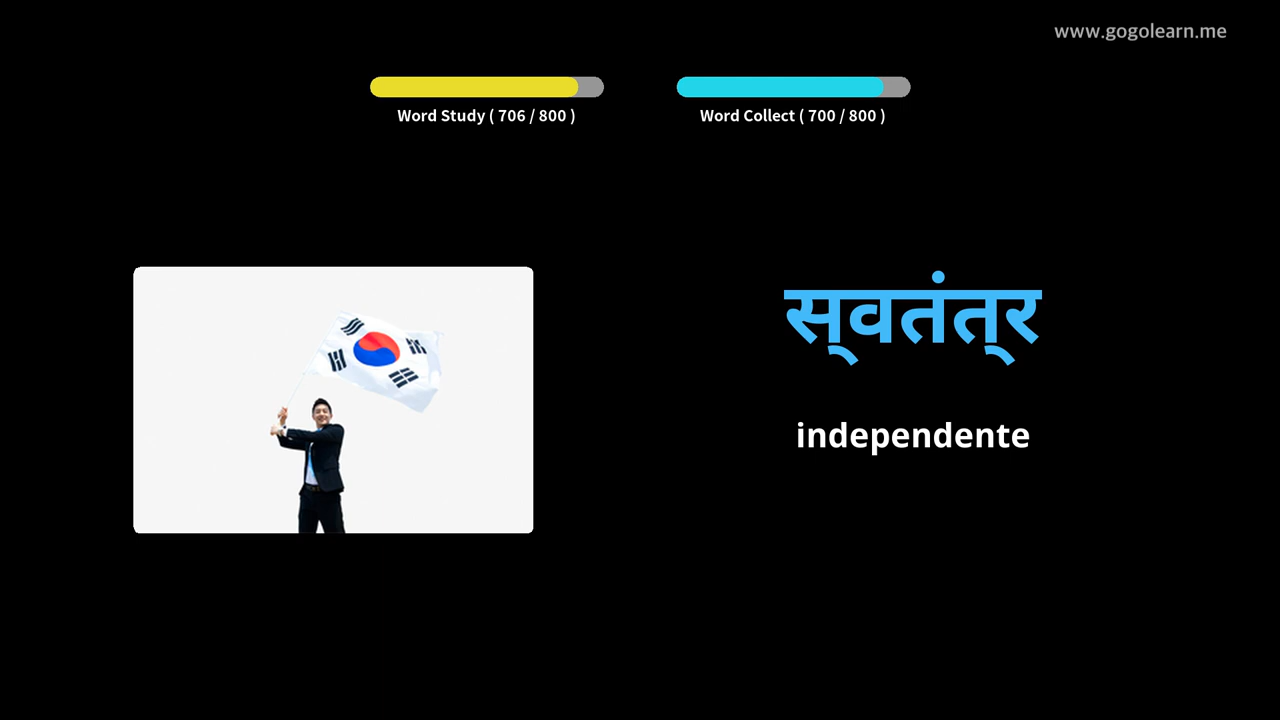 www.gogolearn.me
Word Study ( 706 / 800 )
Word Collect ( 700 / 800 )
स्‌वतंत्‌र
independente